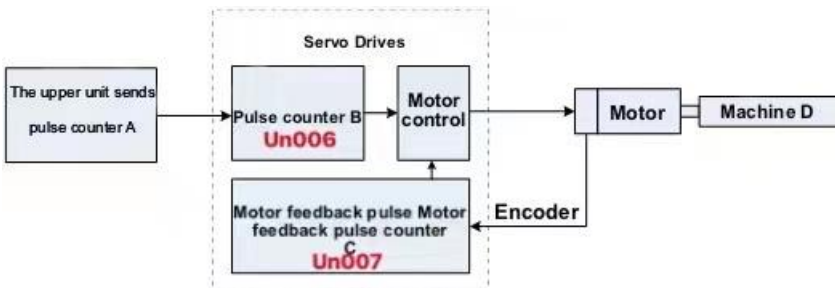 Servo Drives
The upper unit sends
pulse counter A
Pulse counter B
Un006
Motor
control
Motor
Machine D
Motor feedback pulse Motor
feedback pulse counter
C
Un007
Encoder